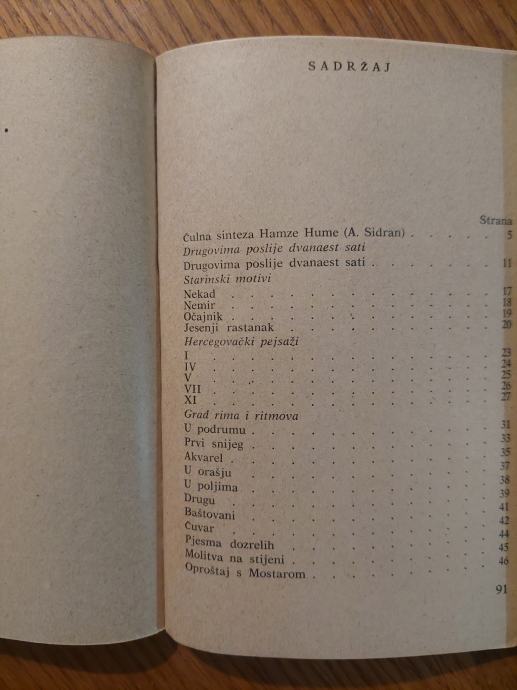 SADRŽAJ
Strana
Čulna sinteza Hamze Hume (A. Sidran) . . . . . 5
Drugovima poslije dvanaest sati
Drugovima poslije dvanaest sati . . . . . . 11
Starinski motivi
Nekad . . . . . . . . . . . 17
Nemir . . . . . . . . . . . 18
Očajnik . . . . . . . . . . . 19
Jesenji rastanak . . . . . . . . . 20
Hercegovački pejsaži
I . . . . . . . . . . . . 23
IV . . . . . . . . . . . . 24
V . . . . . . . . . . . . 25
VII . . . . . . . . . . . . 26
XI . . . . . . . . . . . . 27
Grad rima i ritmova
U podrumu . . . . . . . . . . 31
Prvi snijeg . . . . . . . . . . 33
Akvarel . . . . . . . . . . . 35
U orašju . . . . . . . . . . . 37
U poljima . . . . . . . . . . 38
Drugu . . . . . . . . . . . 39
Baštovani . . . . . . . . . . 41
Čuvar . . . . . . . . . . . 42
Pjesma dozrelih . . . . . . . . . 44
Molitva na stijeni . . . . . . . . 45
Oproštaj s Mostarom . . . . . . . . 46
91